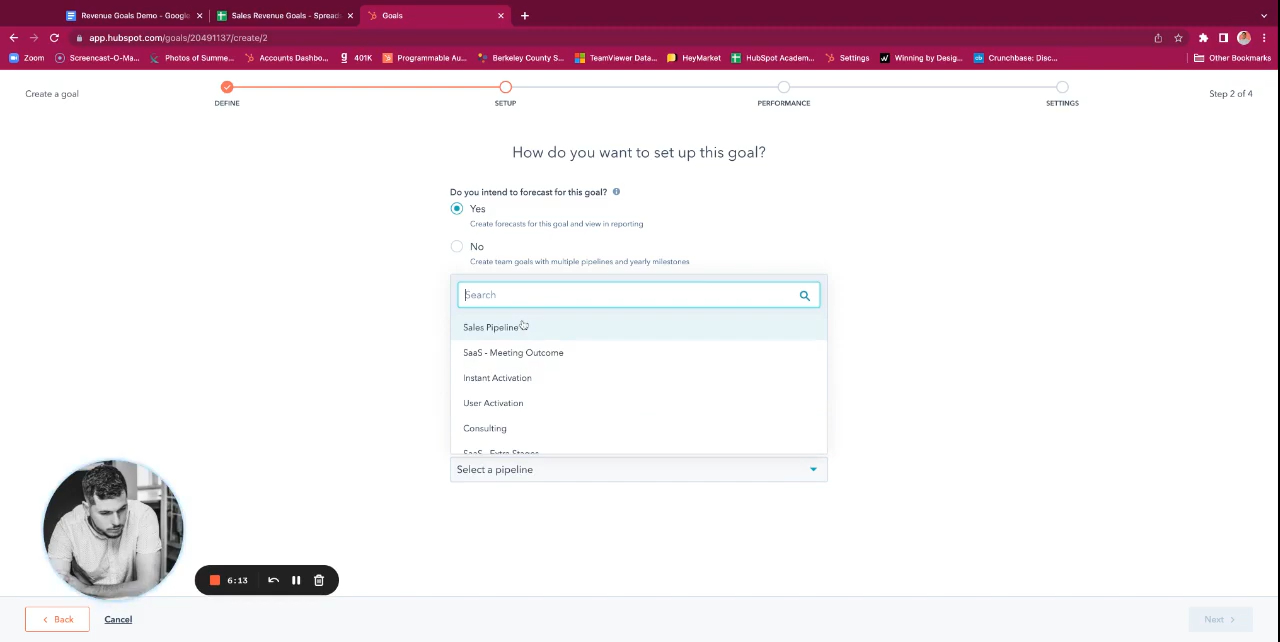 Revenue Goals Demo - Google
Sales Revenue Goals - Spreads
Goals
app.hubspot.com/goals/20491137/create/2
Zoom
Screencast-O-Ma...
Photos of Summe...
Accounts Dashbo...
401K
Programmable Au...
Berkeley County S...
TeamViewer Data...
HeyMarket
HubSpot Academ...
Settings
Winning by Desig...
Crunchbase: Disc...
Other Bookmarks
Create a goal
DEFINE
SETUP
PERFORMANCE
SETTINGS
Step 2 of 4
How do you want to set up this goal?
Do you intend to forecast for this goal?
Yes
Create forecasts for this goal and view in reporting
No
Create team goals with multiple pipelines and yearly milestones
Search
Sales Pipeline
SaaS - Meeting Outcome
Instant Activation
User Activation
Consulting
SaaS - Extra Stages
Select a pipeline
6:13
Back
Cancel
Next